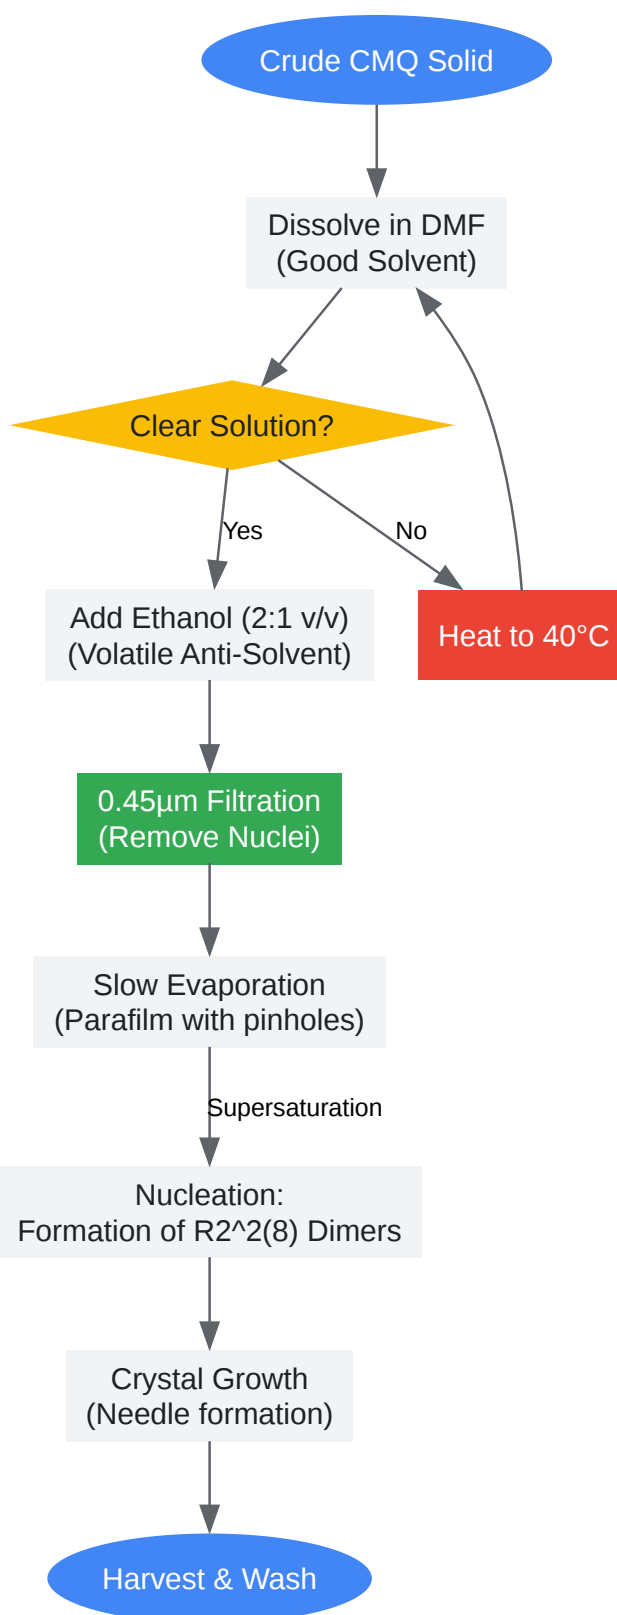 Crude CMQ Solid
Dissolve in DMF
(Good Solvent)
Clear Solution?
Yes
No
Add Ethanol (2:1 v/v)
(Volatile Anti-Solvent)
Heat to 40°C
0.45µm Filtration
(Remove Nuclei)
Slow Evaporation
(Parafilm with pinholes)
Supersaturation
Nucleation:
Formation of R2^2(8) Dimers
Crystal Growth
(Needle formation)
Harvest & Wash